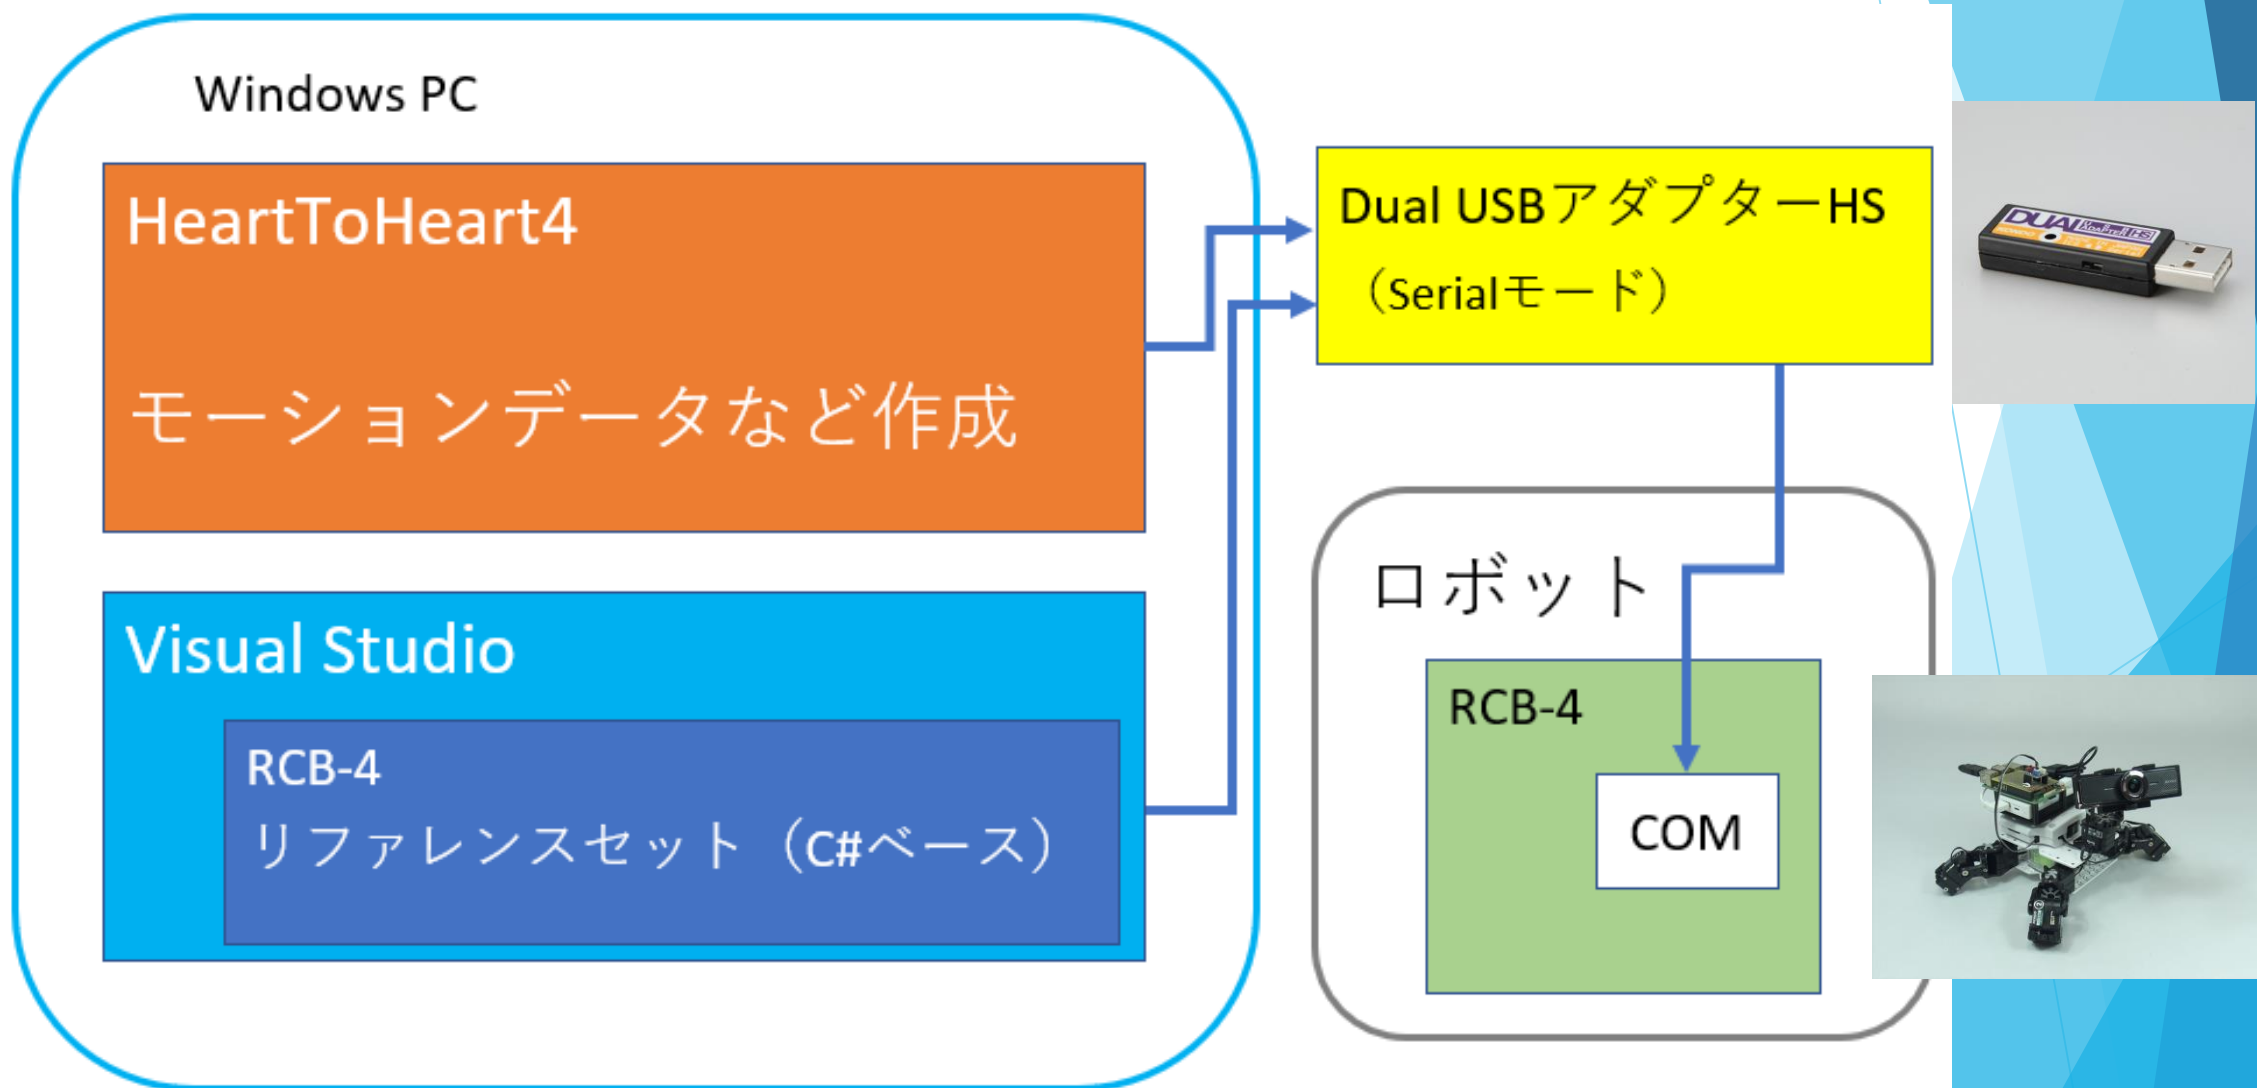 Windows PC
HeartToHeart4
モーションデータなど作成
Visual Studio
RCB-4
リファレンスセット（C#ベース）
Dual USBアダプターHS
（Serialモード）
DUAL
HS
ロボット
RCB-4
COM